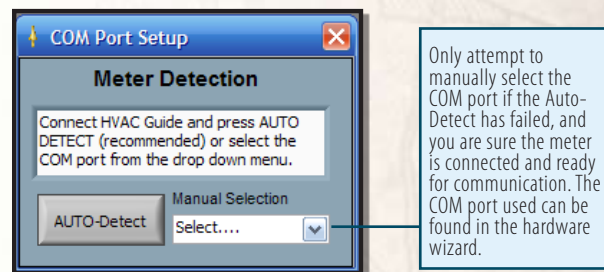 COM Port Setup
Meter Detection
Connect HVAC Guide and press AUTO
DETECT (recommended) or select the
COM port from the drop down menu.
AUTO-Detect
Manual Selection
Select....
Only attempt to
manually select the
COM port if the Auto-
Detect has failed, and
you are sure the meter
is connected and ready
for communication. The
COM port used can be
found in the hardware
wizard.